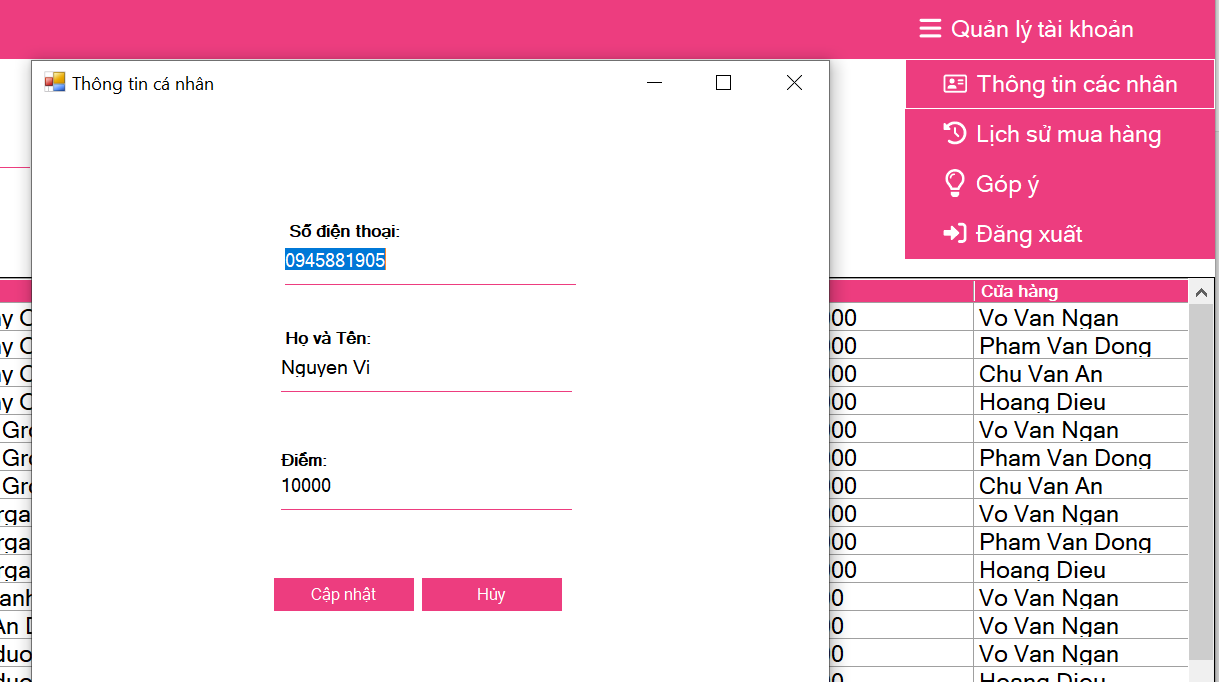 Quản lý tài khoản
Thông tin các nhân
Lịch sử mua hàng
Góp ý
Đăng xuất
Thông tin cá nhân
Số điện thoại:
0945881905
Họ và Tên:
Nguyen Vi
Điểm:
10000
Cập nhật Hủy
Cửa hàng
00 Vo Van Ngan
00 Pham Van Dong
00 Chu Van An
00 Hoang Dieu
00 Vo Van Ngan
00 Pham Van Dong
00 Chu Van An
00 Vo Van Ngan
00 Pham Van Dong
00 Hoang Dieu
0 Vo Van Ngan
0 Vo Van Ngan
0 Vo Van Ngan
Hoang Dieu